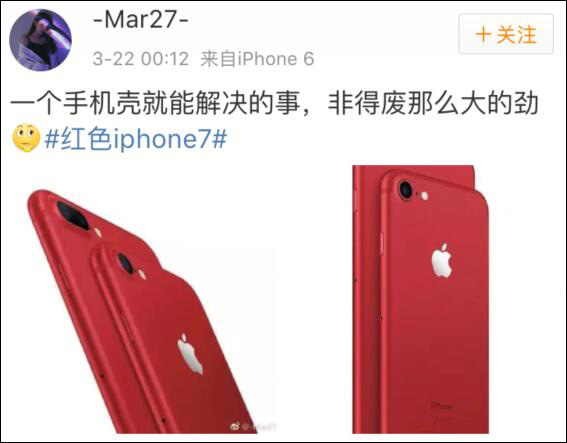 -Mar27-
+关注
3-22 00:12 来自iPhone 6
一个手机壳就能解决的事，非得废那么大的劲
#红色iphone7#
iPhone
@-Mar27-